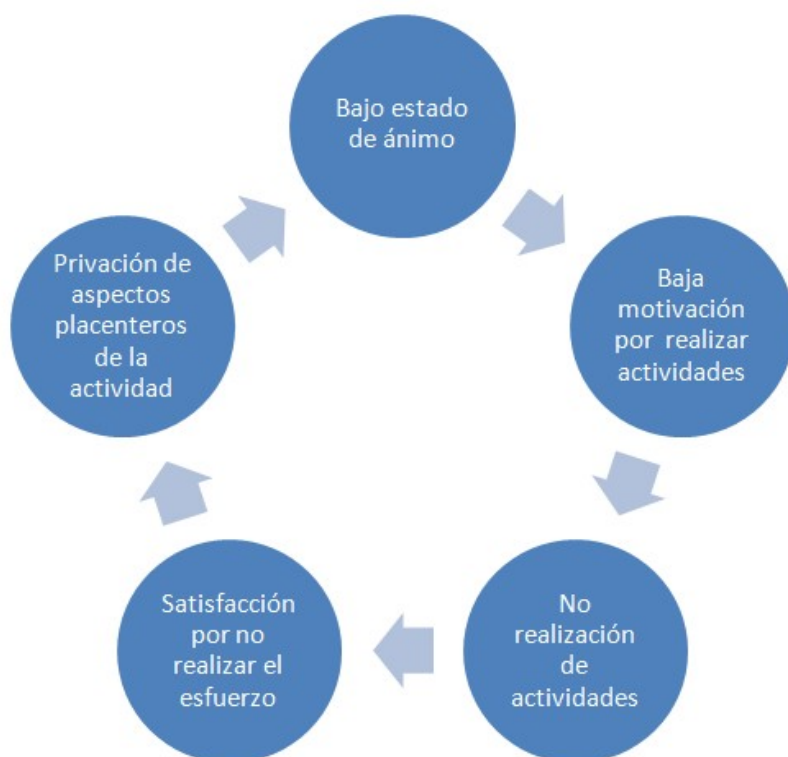 Bajo estado
de ánimo
Baja
motivación
por realizar
actividades
No
realización
de
actividades
Satisfacción
por no
realizar el
esfuerzo
Privación de
aspectos
placenteros
de la
actividad